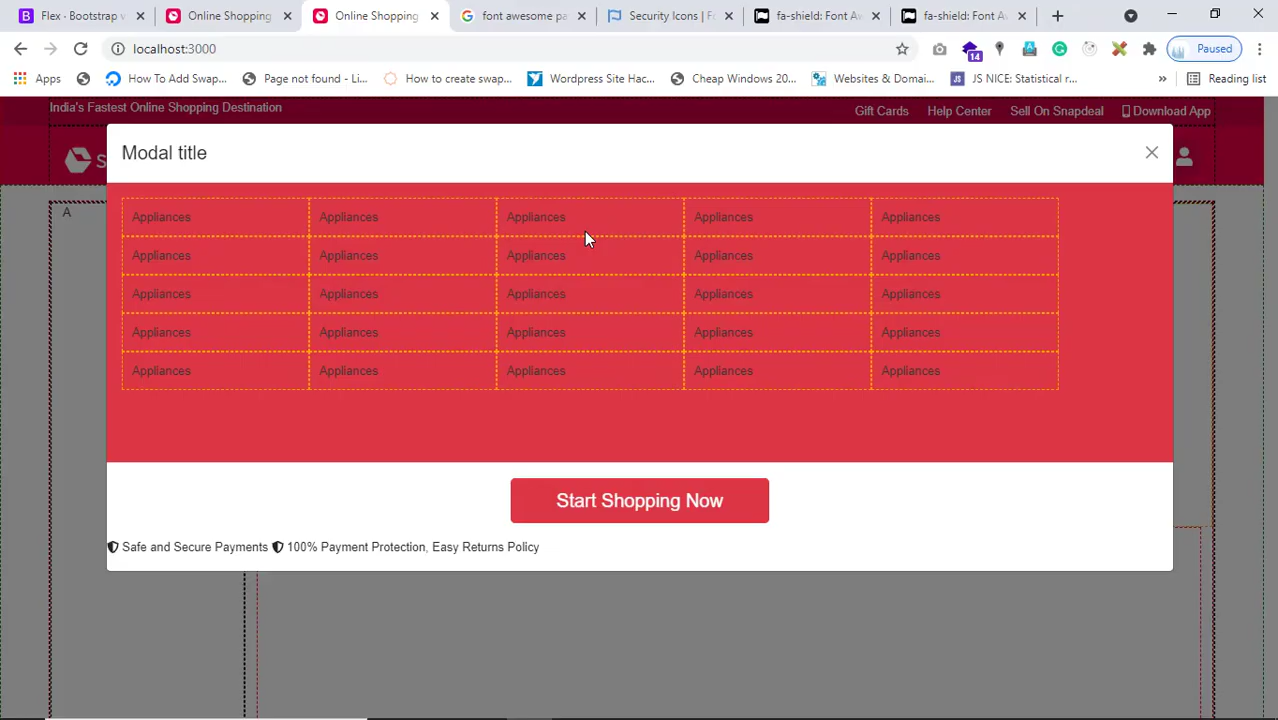 Flex - Bootstrap v
Online Shopping
Online Shopping
font awesome pa
Security Icons | F
fa-shield: Font A
fa-shield: Font A
localhost:3000
Paused
Apps
How To Add Swap...
Page not found - Li...
How to create swap...
Wordpress Site Hac...
Cheap Windows 20...
Websites & Domai...
JS NICE: Statistical r...
»
Reading list
14
India's Fastest Online Shopping Destination
Gift Cards Help Center Sell On Snapdeal Download App
S
Modal title
A
Appliances Appliances Appliances Appliances Appliances
Appliances Appliances Appliances Appliances Appliances
Appliances Appliances Appliances Appliances Appliances
Appliances Appliances Appliances Appliances Appliances
Appliances Appliances Appliances Appliances Appliances
Start Shopping Now
Safe and Secure Payments 100% Payment Protection, Easy Returns Policy